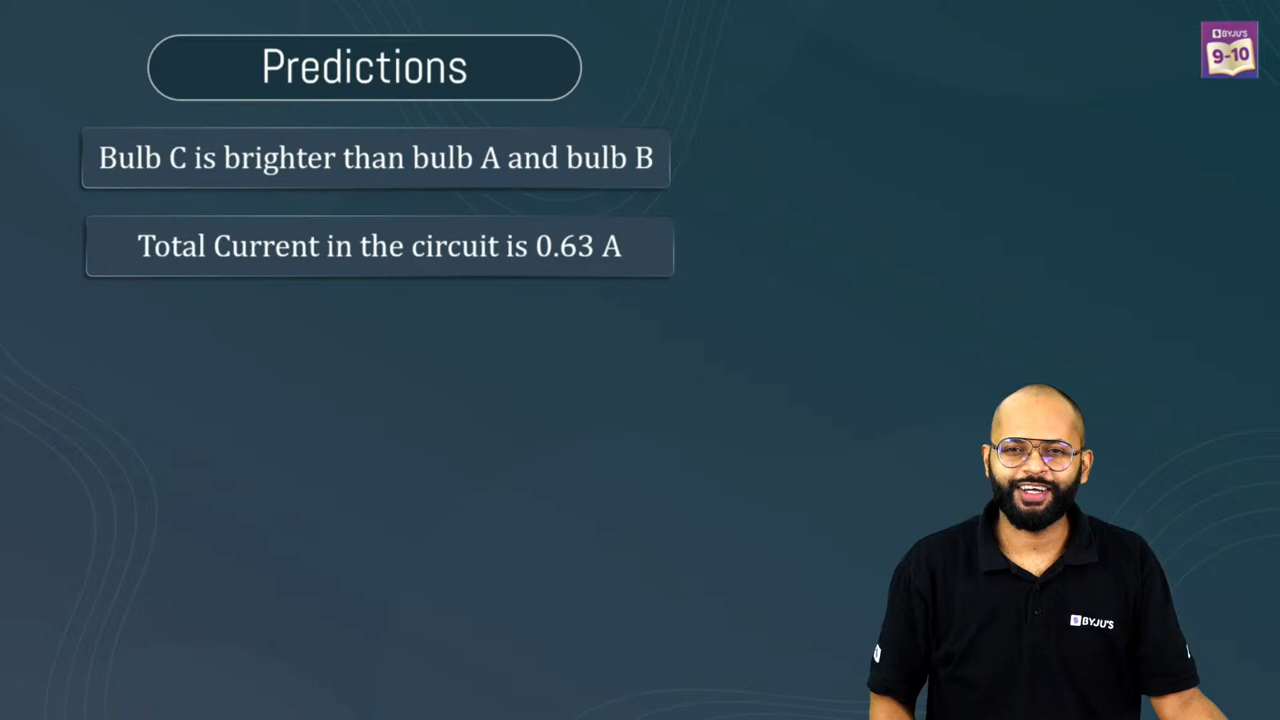 Predictions
BYJU'S
9-10
Bulb C is brighter than bulb A and bulb B
Total Current in the circuit is 0.63 A
BYJU'S